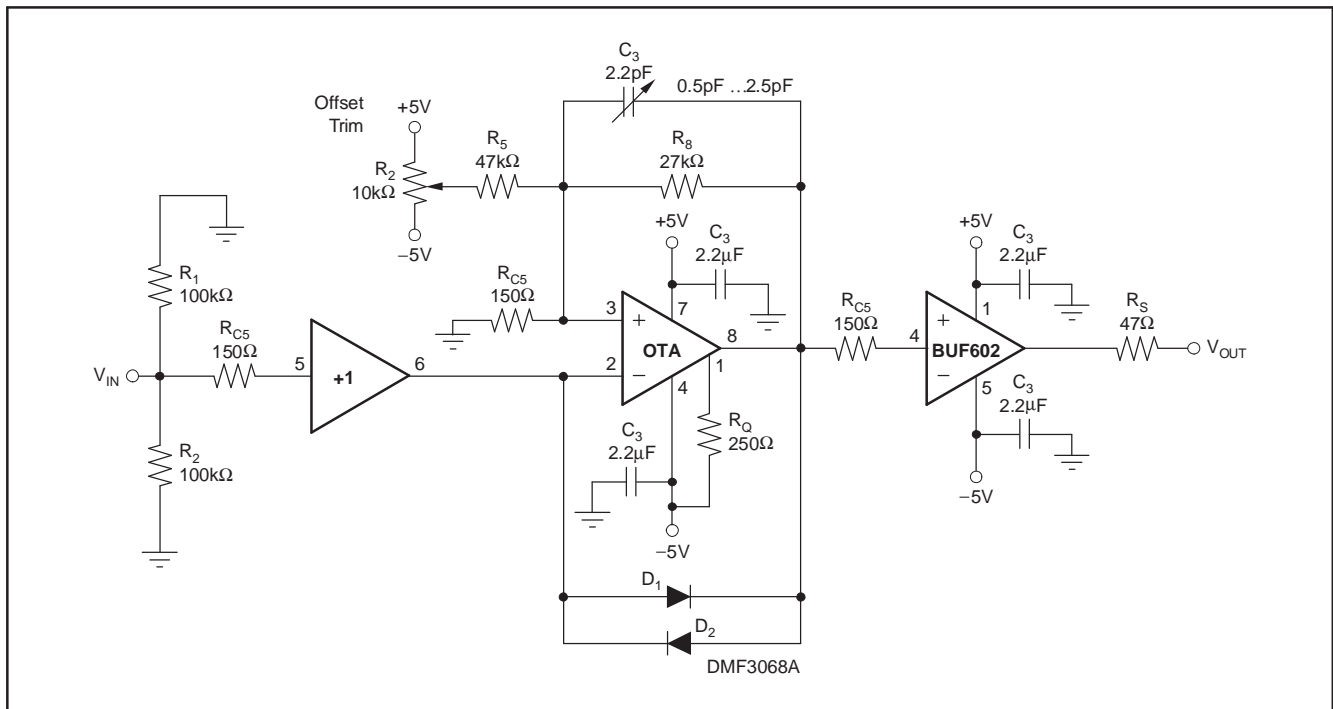 C3
2.2pF
0.5pF ...2.5pF
Offset
Trim
+5V
R2
10kΩ
−5V
R5
47kΩ
R8
27kΩ
+5V
C3
2.2µF
RC5
150Ω
3
+
7
OTA
8
2
−
4
1
RQ
250Ω
C3
2.2µF
−5V
R1
100kΩ
RC5
150Ω
VIN
5
+1
6
R2
100kΩ
+5V
C3
2.2µF
1
RC5
150Ω
4
+
BUF602
−
5
RS
47Ω
VOUT
C3
2.2µF
−5V
D1
D2
DMF3068A